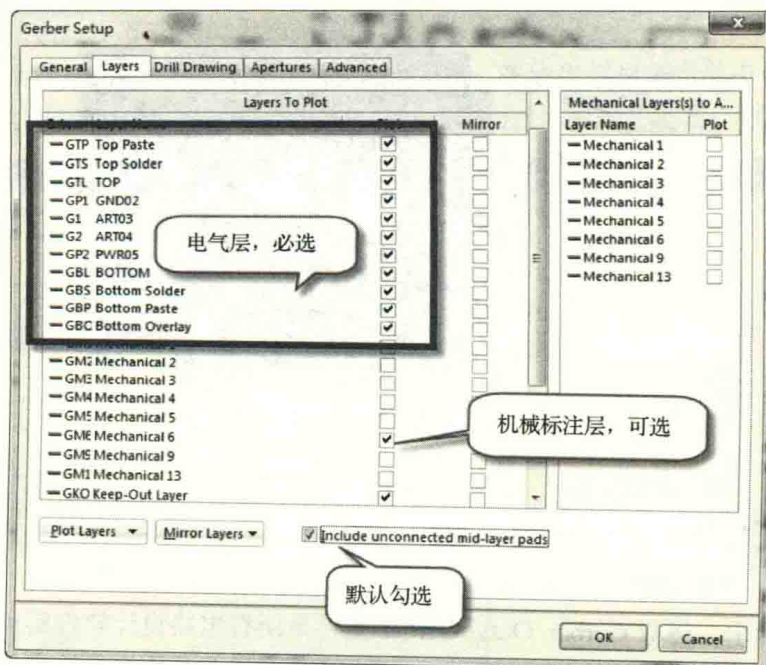 Gerber Setup
General Layers Drill Drawing Apertures Advanced
Layers To Plot
Mechanical Layers(s) to A...
Plot Mirror
Layer Name Plot
GTP Top Paste
GTS Top Solder
GTL TOP
GP1 GND02
G1 ART03
G2 ART04
GP2 PWR05
GBL BOTTOM
GBS Bottom Solder
GBP Bottom Paste
GBC Bottom Overlay
GM2 Mechanical 2
GM3 Mechanical 3
GM4 Mechanical 4
GM5 Mechanical 5
GM6 Mechanical 6
GM9 Mechanical 9
GM1 Mechanical 13
GKO Keep-Out Layer
Mechanical 1
Mechanical 2
Mechanical 3
Mechanical 4
Mechanical 5
Mechanical 6
Mechanical 9
Mechanical 13
电气层，必选
机械标注层，可选
Plot Layers Mirror Layers Include unconnected mid-layer pads
默认勾选
OK Cancel